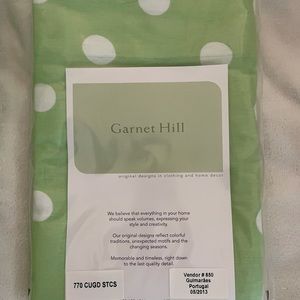 Garnet Hill
original designs in clothing and home decor
We believe that everything in your home
should speak volumes, expressing your
style and creativity.
Our original designs reflect colorful
traditions, unexpected motifs and
the changing seasons.
Memorable and timeless, right down
to the last quality detail.
770 CUGD STCS
Vendor # 650
Guimarães
Portugal
05/2013